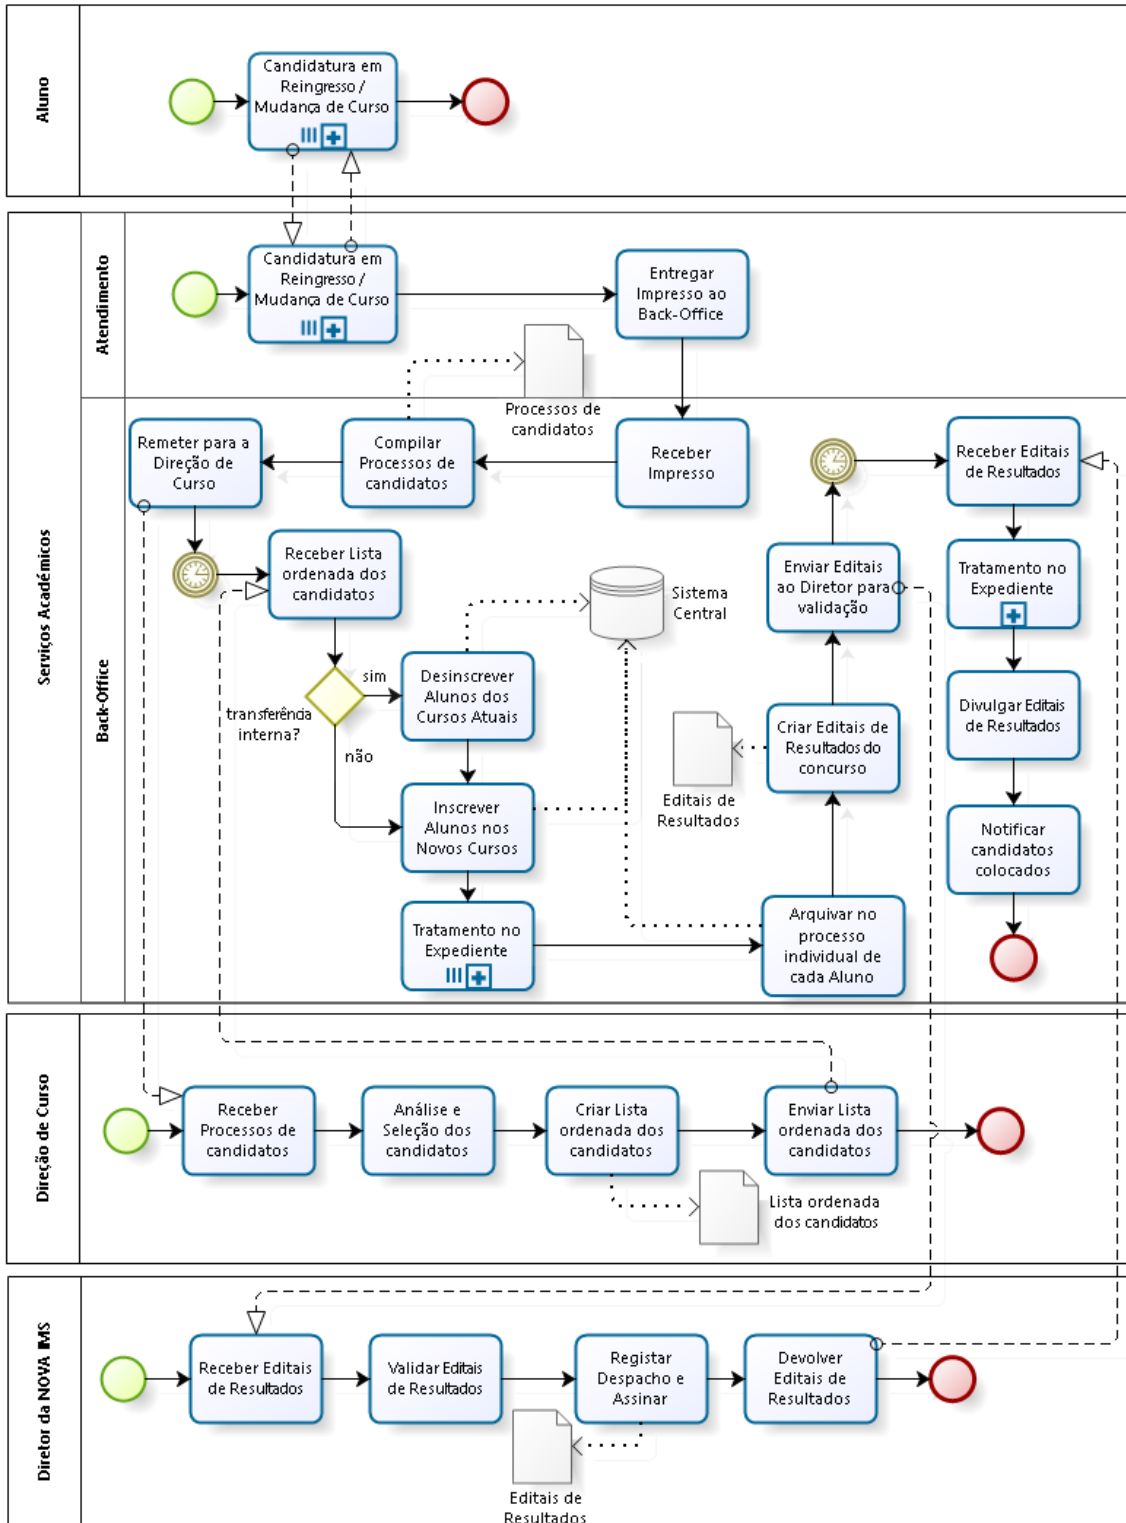 Aluno
Candidatura em
Reingresso /
Mudança de Curso
Serviços Académicos
Atendimento
Candidatura em
Reingresso /
Mudança de Curso
Entregar
Impresso ao
Back-Office
Processos de
candidatos
Back-Office
Remeter para a
Direção de
Curso
Compilar
Processos de
candidatos
Receber
Impresso
Receber Editais
de Resultados
Receber Lista
ordenada dos
candidatos
Sistema
Central
Enviar Editais
ao Diretor para
validação
Tratamento no
Expediente
transferência
interna?
sim
não
Desinscrever
Alunos dos
Cursos Atuais
Criar Editais de
Resultados do
concurso
Divulgar Editais
de Resultados
Editais de
Resultados
Inscrever
Alunos nos
Novos Cursos
Notificar
candidatos
colocados
Tratamento no
Expediente
Arquivar no
processo
individual de
cada Aluno
Direção de Curso
Receber
Processos de
candidatos
Análise e
Seleção dos
candidatos
Criar Lista
ordenada dos
candidatos
Enviar Lista
ordenada dos
candidatos
Lista ordenada
dos candidatos
Diretor da NOVA IMS
Receber Editais
de Resultados
Validar Editais
de Resultados
Registar
Despacho e
Assinar
Devolver
Editais de
Resultados
Editais de
Resultados